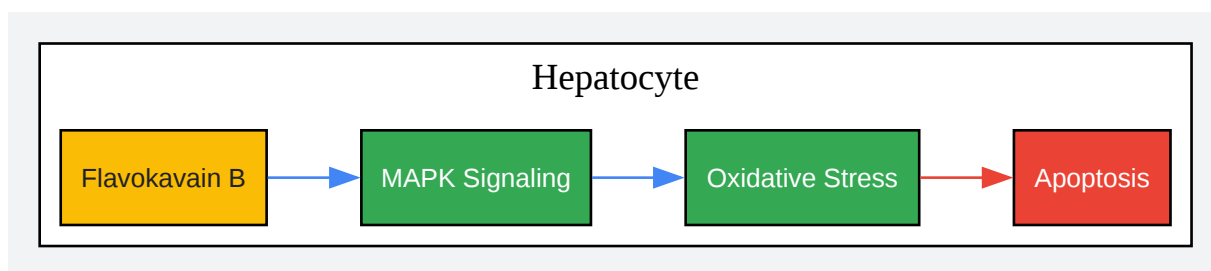 Hepatocyte
Flavokavain B
MAPK Signaling
Oxidative Stress
Apoptosis